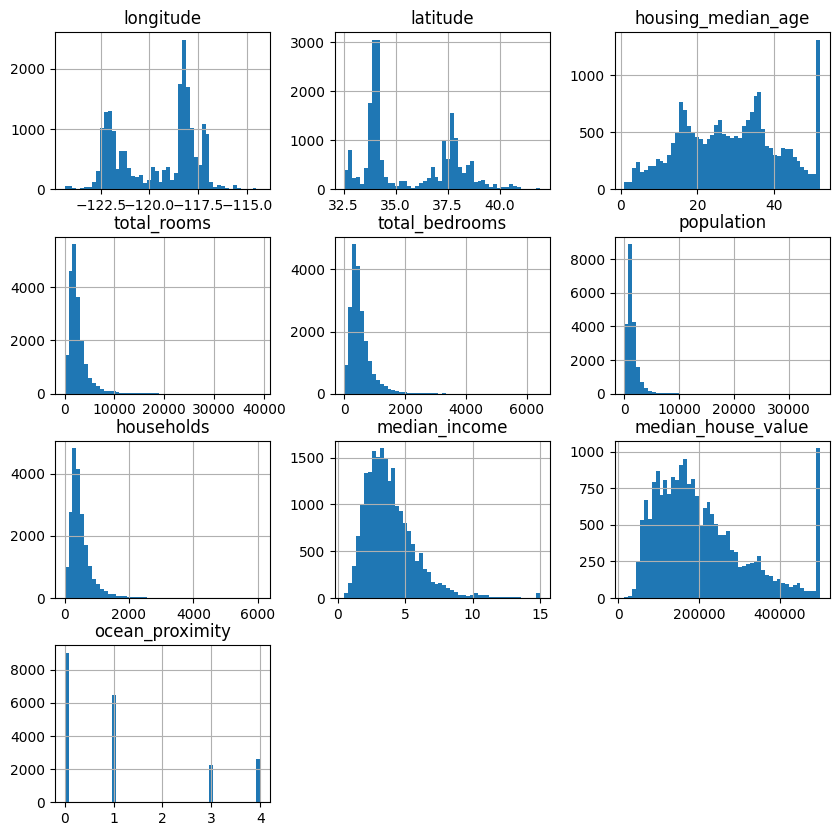 longitude
latitude
housing_median_age
2000
1000
0
−122.5−120.0−117.5−115.0
3000
2000
1000
0
32.5 35.0 37.5 40.0
1000
500
0
0 20 40
total_rooms
total_bedrooms
population
4000
2000
0
0 10000 20000 30000 40000
4000
2000
0
0 2000 4000 6000
8000
6000
4000
2000
0
0 10000 20000 30000
households
median_income
median_house_value
4000
2000
0
0 2000 4000 6000
1500
1000
500
0
0 5 10 15
1000
750
500
250
0
0 200000 400000
ocean_proximity
8000
6000
4000
2000
0
0 1 2 3 4